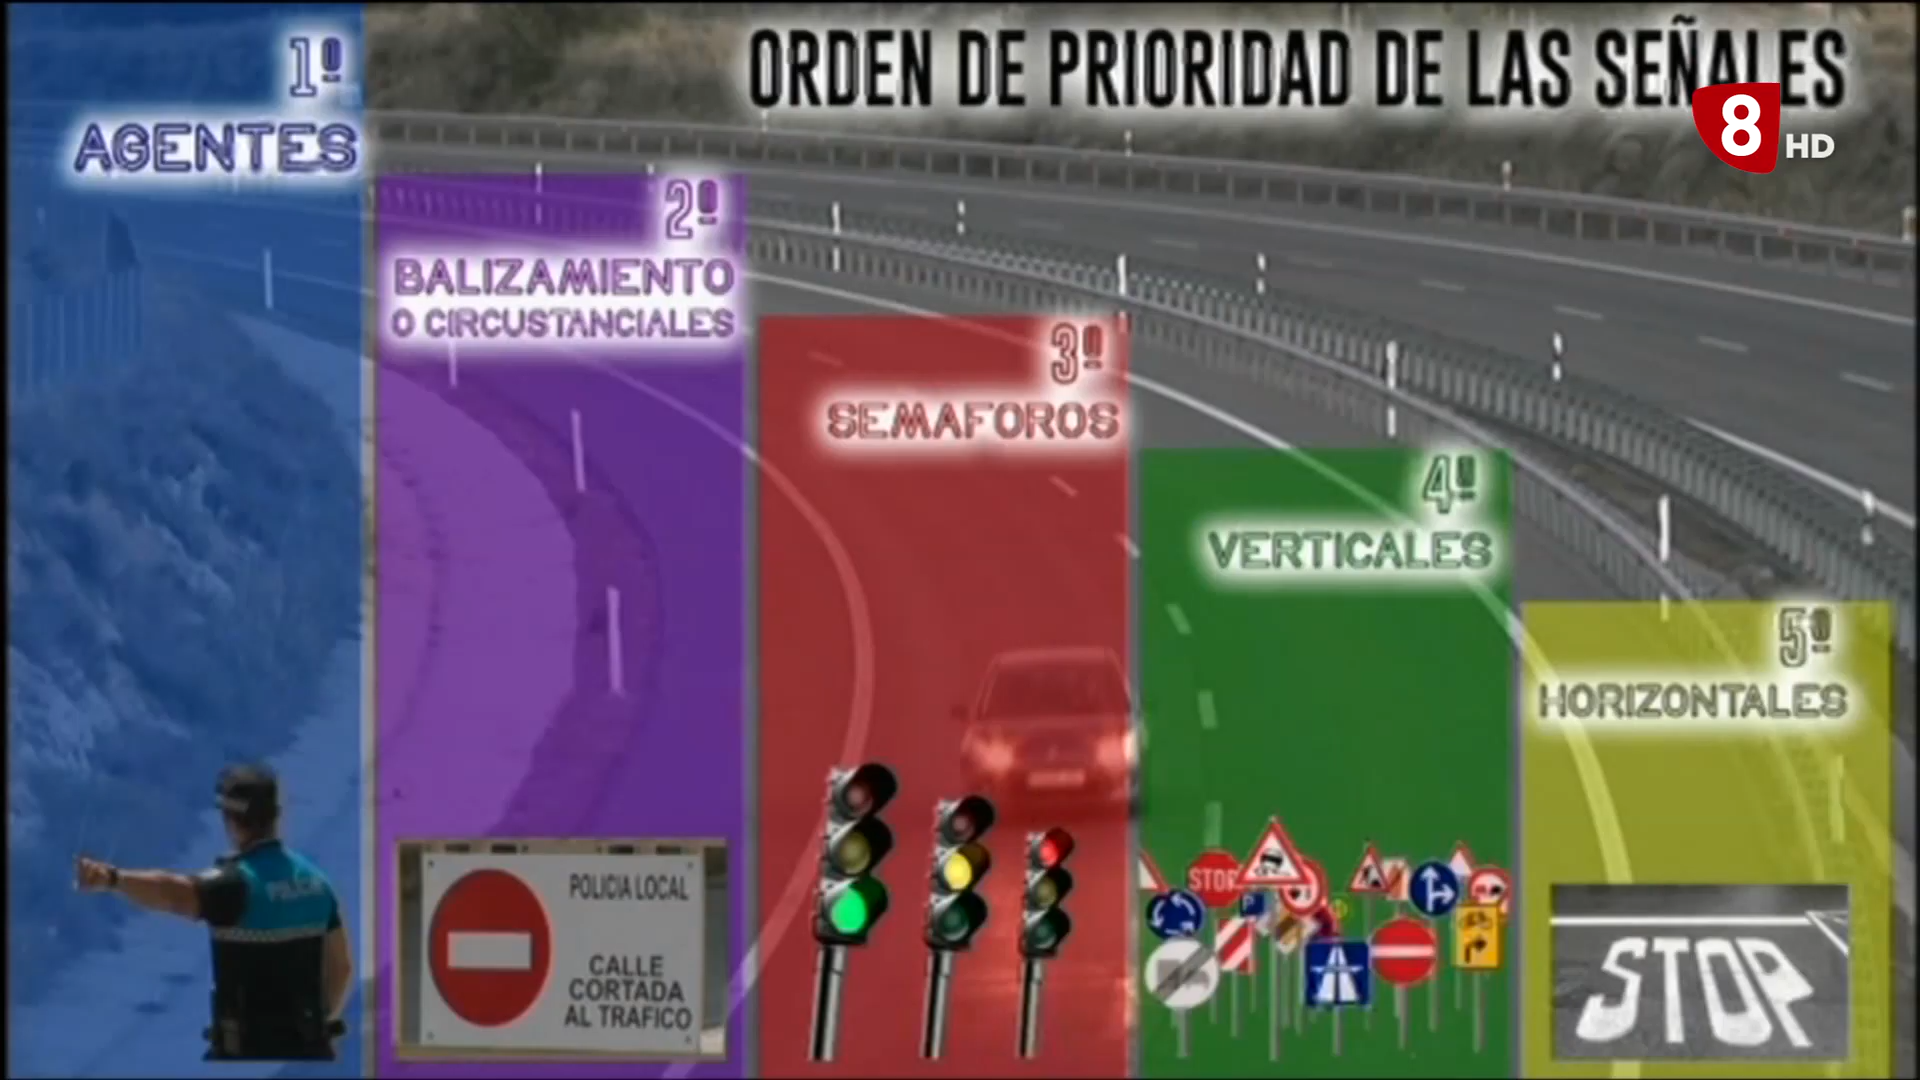 ORDEN DE PRIORIDAD DE LAS SEÑALES
8 HD
1º
AGENTES
2º
BALIZAMIENTO
O CIRCUSTANCIALES
3º
SEMAFOROS
4º
VERTICALES
5º
HORIZONTALES
POLICIA LOCAL
CALLE
CORTADA
AL TRAFICO
STOP
P
STOP